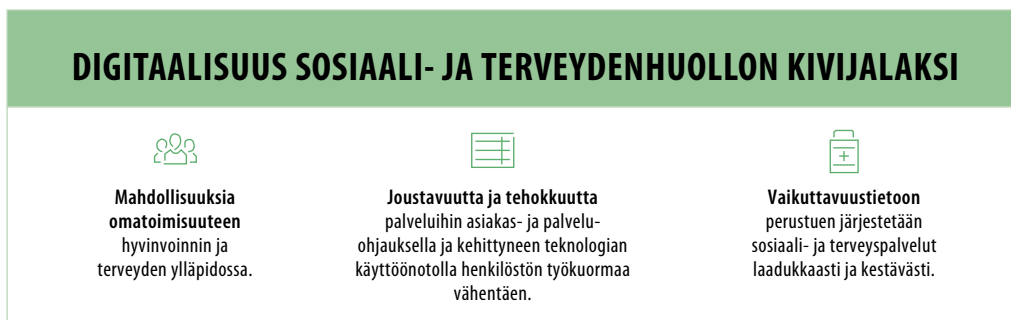 DIGITAALISUUS SOSIAALI- JA TERVEYDENHUOLLON KIVIJALAKSI
Mahdollisuuksia
omatoimisuuteen
hyvinvoinnin ja
terveyden ylläpidossa.
Joustavuutta ja tehokkuutta
palveluihin asiakas- ja palvelu-
ohjauksella ja kehittyneen teknologian
käyttöönotolla henkilöstön työkuormaa
vähentäen.
Vaikuttavuustietoon
perustuen järjestetään
sosiaali- ja terveyspalvelut
laadukkaasti ja kestävästi.